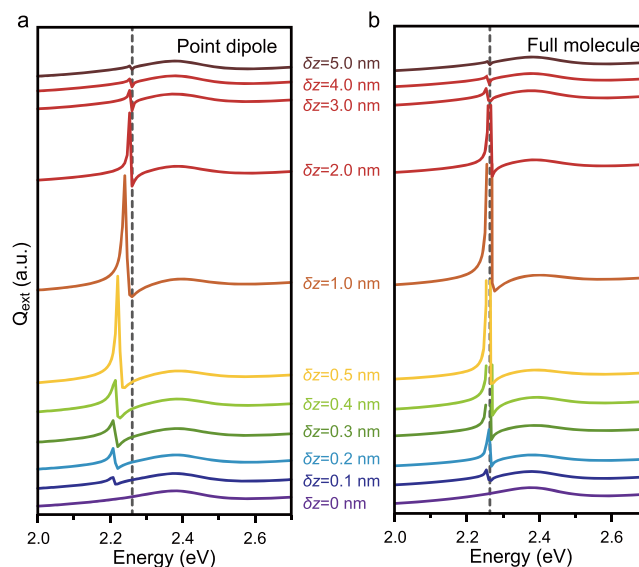 a
Point dipole
δz=5.0 nm
δz=4.0 nm
δz=3.0 nm
δz=2.0 nm
δz=1.0 nm
δz=0.5 nm
δz=0.4 nm
δz=0.3 nm
δz=0.2 nm
δz=0.1 nm
δz=0 nm
b
Full molecule
Qext (a.u.)
2.0 2.2 2.4 2.6
Energy (eV)
2.0 2.2 2.4 2.6
Energy (eV)